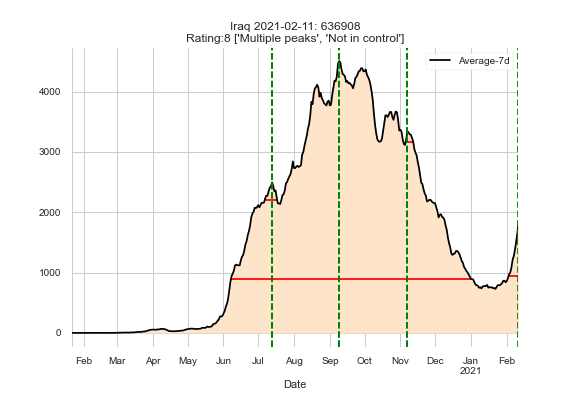 Iraq 2021-02-11: 636908
Rating:8 ['Multiple peaks', 'Not in control']
Average-7d
4000
3000
2000
1000
0
Feb Mar Apr May Jun Jul Aug Sep Oct Nov Dec Jan Feb
2021
Date